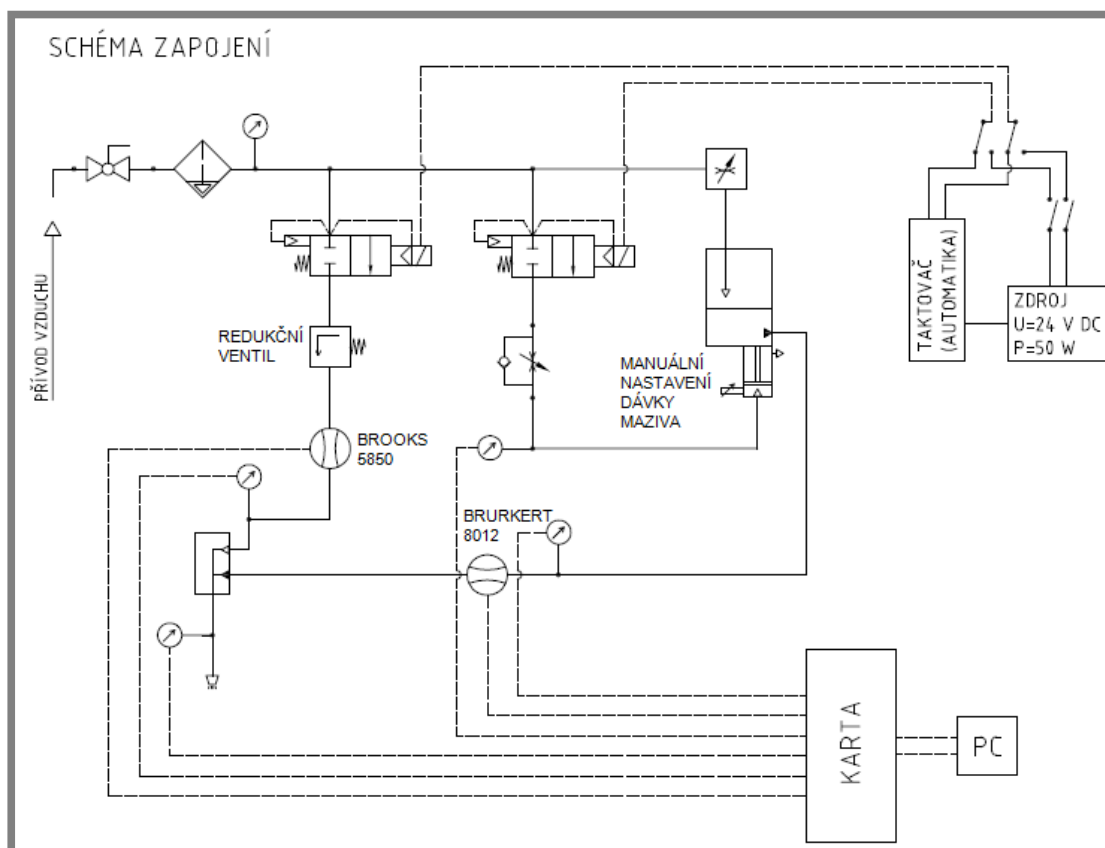 SCHÉMA ZAPOJENÍ
PŘÍVOD VZDUCHU
REDUKČNÍ
VENTIL
BROOKS
5850
MANUÁLNÍ
NASTAVENÍ
DÁVKY
MAZIVA
BRURKERT
8012
TAKTOVAČ
(AUTOMATIKA)
ZDROJ
U=24 V DC
P=50 W
KARTA
PC